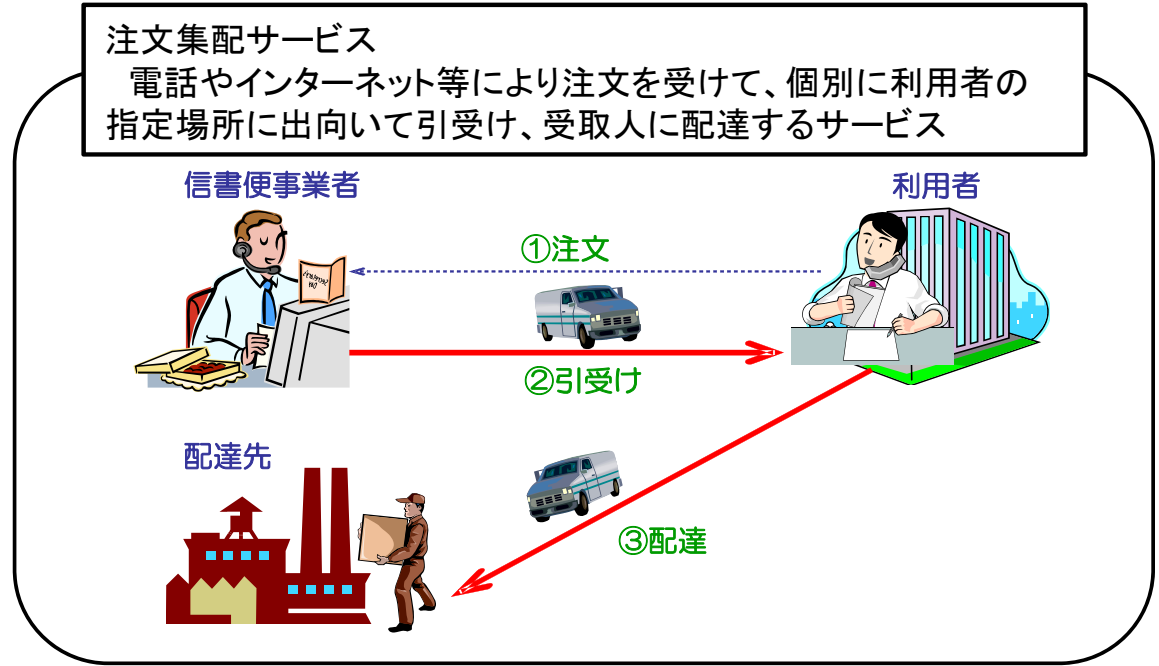 注文集配サービス
電話やインターネット等により注文を受けて、個別に利用者の
指定場所に出向いて引受け、受取人に配達するサービス
信書便事業者
利用者
①注文
②引受け
配達先
③配達